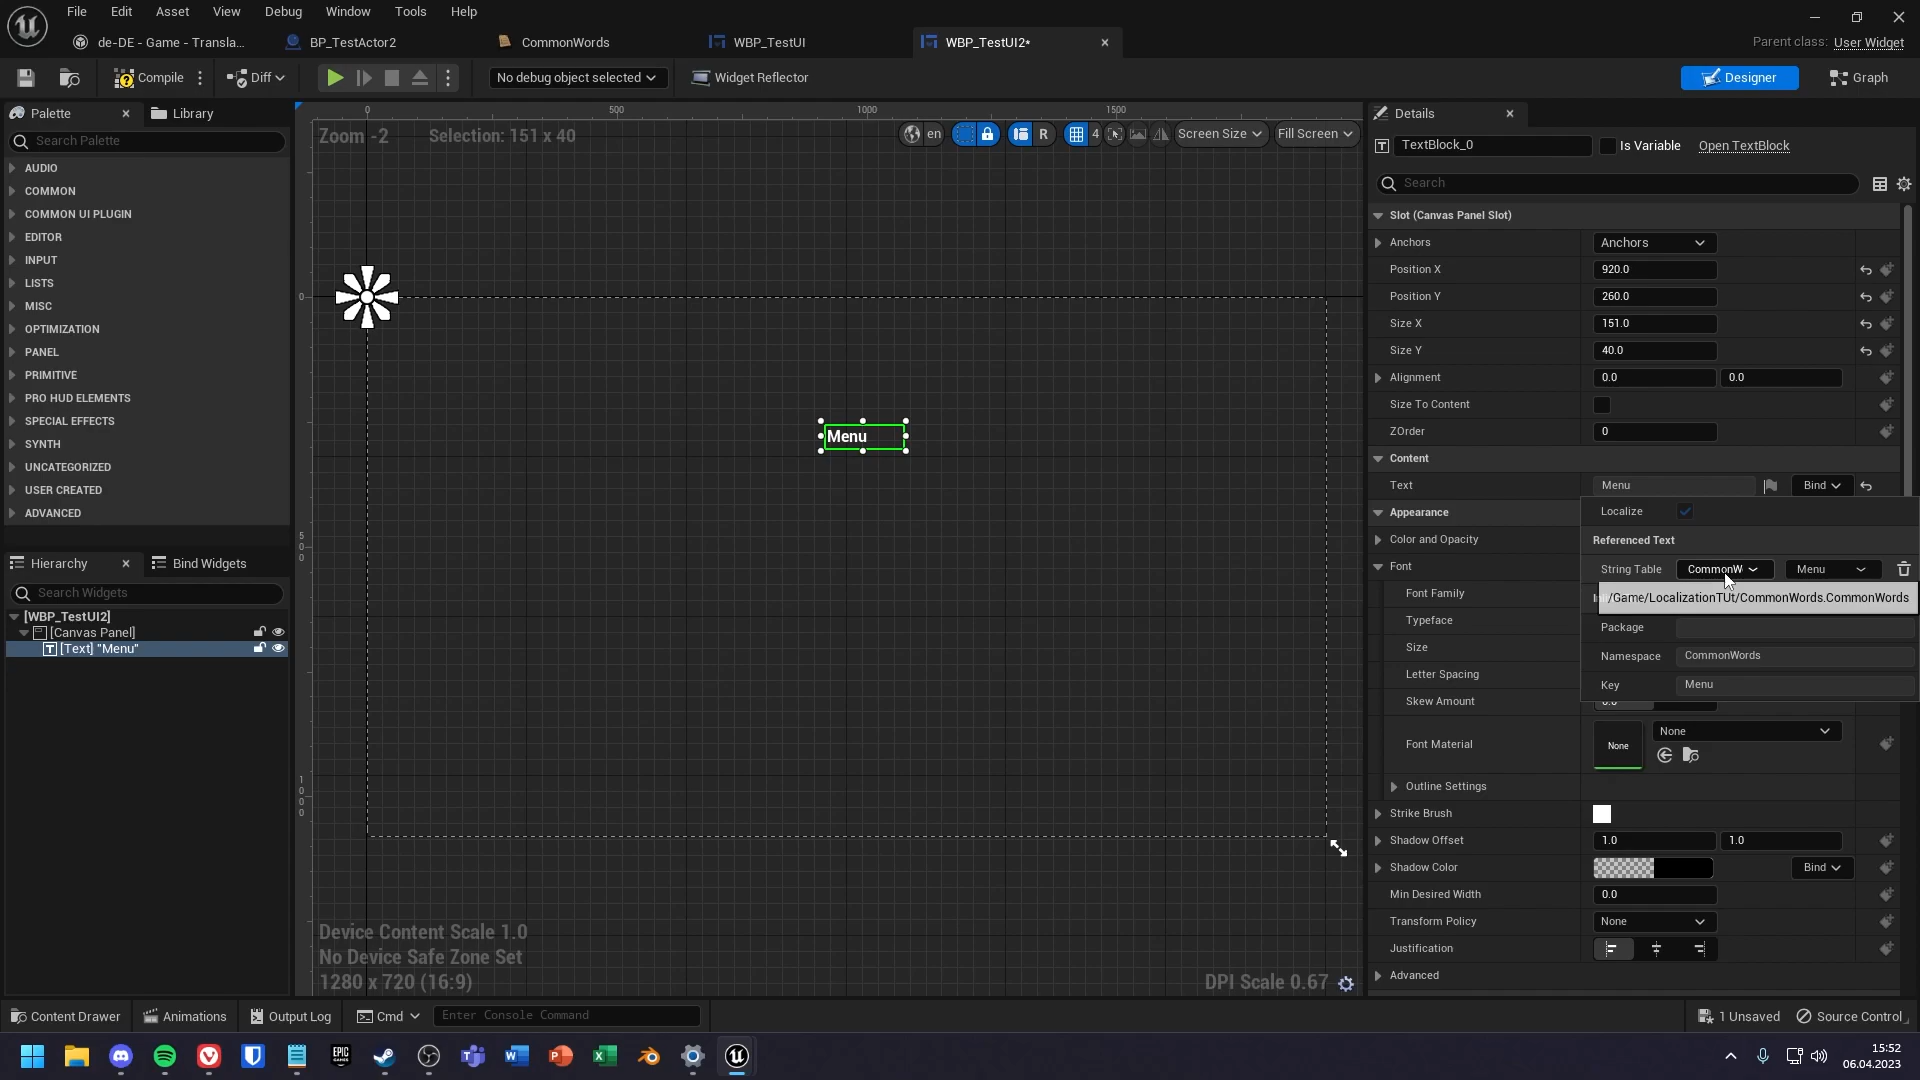 File Edit Asset View Debug Window Tools Help
de-DE - Game - Transla... BP_TestActor2 CommonWords WBP_TestUI WBP_TestUI2* Parent class: User Widget
Compile Diff No debug object selected Widget Reflector Designer Graph
Palette Library
Search Palette
AUDIO
COMMON
COMMON UI PLUGIN
EDITOR
INPUT
LISTS
MISC
OPTIMIZATION
PANEL
PRIMITIVE
PRO HUD ELEMENTS
SPECIAL EFFECTS
SYNTH
UNCATEGORIZED
USER CREATED
ADVANCED
Hierarchy Bind Widgets
Search Widgets
[WBP_TestUI2]
[Canvas Panel]
[Text] "Menu"
0 500 1000 1500
Zoom -2 Selection: 151 x 40
en R 4 Screen Size Fill Screen
0
500
1000
Menu
Device Content Scale 1.0
No Device Safe Zone Set
1280 x 720 (16:9)
DPI Scale 0.67
Details
TextBlock_0 Is Variable Open TextBlock
Search
Slot (Canvas Panel Slot)
Anchors Anchors
Position X 920.0
Position Y 260.0
Size X 151.0
Size Y 40.0
Alignment 0.0 0.0
Size To Content
ZOrder 0
Content
Text Menu Bind
Appearance
Color and Opacity
Font
Font Family
Typeface
Size
Letter Spacing
Skew Amount 0.0
Localize
Referenced Text
String Table CommonW Menu
/Game/LocalizationTUt/CommonWords.CommonWords
Package
Namespace CommonWords
Key Menu
Font Material None None
Outline Settings
Strike Brush
Shadow Offset 1.0 1.0
Shadow Color Bind
Min Desired Width 0.0
Transform Policy None
Justification
Advanced
Content Drawer Animations Output Log Cmd Enter Console Command 1 Unsaved Source Control
EPIC GAMES
15:52
06.04.2023